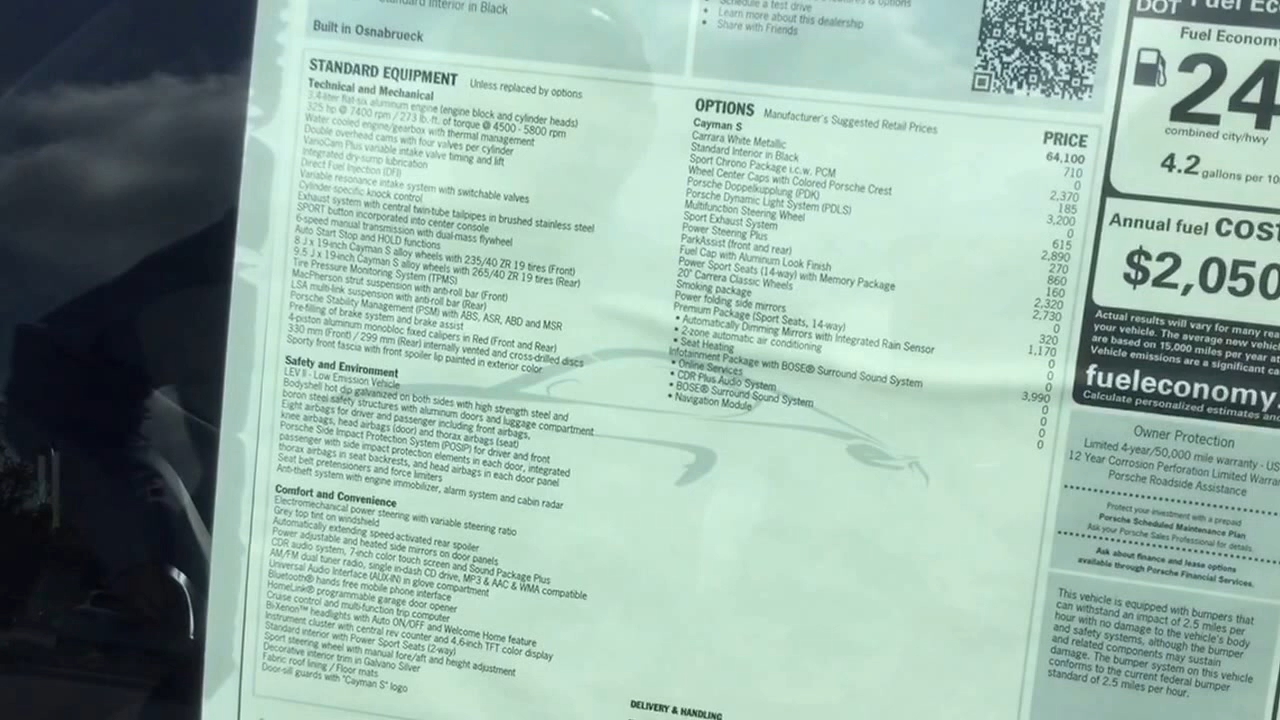 Standard Interior in Black
Built in Osnabrueck
Schedule a test drive
• Learn more about this dealership
• Share with Friends
STANDARD EQUIPMENT Unless replaced by options
Technical and Mechanical
3.4-liter flat-six aluminum engine (engine block and cylinder heads)
325 hp @ 7400 rpm / 273 lb.-ft. of torque @ 4500 - 5800 rpm
Water cooled engine/gearbox with thermal management
Double overhead cams with four valves per cylinder
VarioCam Plus variable intake valve timing and lift
Integrated dry-sump lubrication
Direct Fuel Injection (DFI)
Variable resonance intake system with switchable valves
Cylinder-specific knock control
Exhaust system with central twin-tube tailpipes in brushed stainless steel
SPORT button incorporated into center console
6-speed manual transmission with dual-mass flywheel
Auto Start Stop and HOLD functions
8 J x 19-inch Cayman S alloy wheels with 235/40 ZR 19 tires (Front)
9.5 J x 19-inch Cayman S alloy wheels with 265/40 ZR 19 tires (Rear)
Tire Pressure Monitoring System (TPMS)
MacPherson strut suspension with anti-roll bar (Front)
LSA multi-link suspension with anti-roll bar (Rear)
Porsche Stability Management (PSM) with ABS, ASR, ABD and MSR
Pre-filling of brake system and brake assist
4-piston aluminum monobloc fixed calipers in Red (Front and Rear)
330 mm (Front) / 299 mm (Rear) internally vented and cross-drilled discs
Sporty front fascia with front spoiler lip painted in exterior color
Safety and Environment
LEV II - Low Emission Vehicle
Bodyshell hot dip galvanized on both sides with high strength steel and
boron steel safety structures with aluminum doors and luggage compartment
Eight airbags for driver and passenger including front airbags,
knee airbags, head airbags (door) and thorax airbags (seat)
Porsche Side Impact Protection System (POSIP) for driver and front
passenger with side impact protection elements in each door, integrated
thorax airbags in seat backrests, and head airbags in each door panel
Seat belt pretensioners and force limiters
Anti-theft system with engine immobilizer, alarm system and cabin radar
Comfort and Convenience
Electromechanical power steering with variable steering ratio
Grey top tint on windshield
Automatically extending speed-activated rear spoiler
Power adjustable and heated side mirrors on door panels
CDR audio system, 7-inch color touch screen and Sound Package Plus
AM/FM dual tuner radio, single in-dash CD drive, MP3 & AAC & WMA compatible
Universal Audio Interface (AUX-IN) in glove compartment
Bluetooth® hands free mobile phone interface
HomeLink® programmable garage door opener
Cruise control and multi-function trip computer
Bi-Xenon™ headlights with Auto ON/OFF and Welcome Home feature
Instrument cluster with central rev counter and 4.6-inch TFT color display
Standard interior with Power Sport Seats (2-way)
Sport steering wheel with manual fore/aft and height adjustment
Decorative interior trim in Galvano Silver
Fabric roof lining / Floor mats
Door-sill guards with "Cayman S" logo
OPTIONS Manufacturer's Suggested Retail Prices PRICE
Cayman S 64,100
Carrara White Metallic 710
Standard Interior in Black 0
Sport Chrono Package i.c.w. PCM 2,370
Wheel Center Caps with Colored Porsche Crest 185
Porsche Doppelkupplung (PDK) 3,200
Porsche Dynamic Light System (PDLS) 0
Multifunction Steering Wheel 615
Sport Exhaust System 2,890
Power Steering Plus 270
ParkAssist (front and rear) 860
Fuel Cap with Aluminum Look Finish 160
Power Sport Seats (14-way) with Memory Package 2,320
20" Carrera Classic Wheels 2,730
Smoking package 0
Power folding side mirrors 320
Premium Package (Sport Seats, 14-way) 1,170
• Automatically Dimming Mirrors with Integrated Rain Sensor 0
• 2-zone automatic air conditioning 0
• Seat Heating 0
Infotainment Package with BOSE® Surround Sound System 3,990
• Online Services 0
• CDR Plus Audio System 0
• BOSE® Surround Sound System 0
• Navigation Module 0
DELIVERY & HANDLING
DOT Fuel Ec
Fuel Econom
24
combined city/hwy
4.2 gallons per 10
Annual fuel COST
$2,050
Actual results will vary for many rea
your vehicle. The average new vehic
are based on 15,000 miles per year a
Vehicle emissions are a significant ca
fueleconomy.
Calculate personalized estimates an
Owner Protection
Limited 4-year/50,000 mile warranty - US
12 Year Corrosion Perforation Limited Warra
Porsche Roadside Assistance
Protect your investment with a prepaid
Porsche Scheduled Maintenance Plan
Ask your Porsche Sales Professional for details.
Ask about finance and lease options
available through Porsche Financial Services.
This vehicle is equipped with bumpers that
can withstand an impact of 2.5 miles per
hour with no damage to the vehicle's body
and safety systems, although the bumper
and related components may sustain
damage. The bumper system on this vehicle
conforms to the current federal bumper
standard of 2.5 miles per hour.